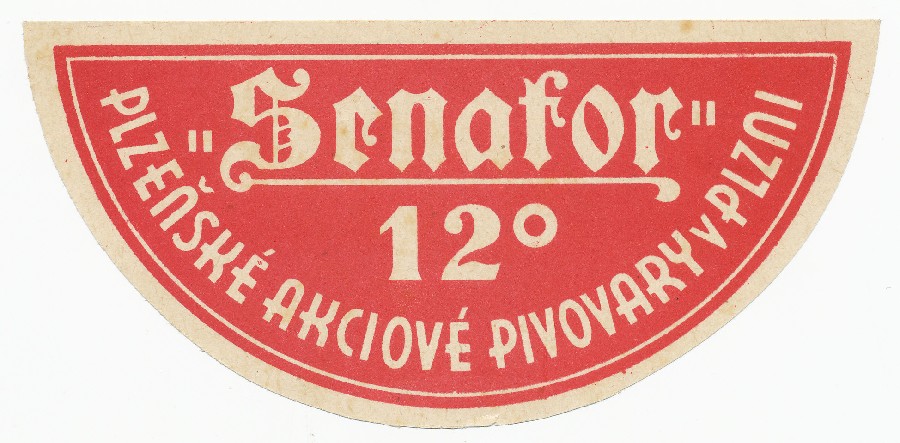 "Senator"
12°
PLZEŇSKÉ AKCIOVÉ PIVOVARY V PLZNI